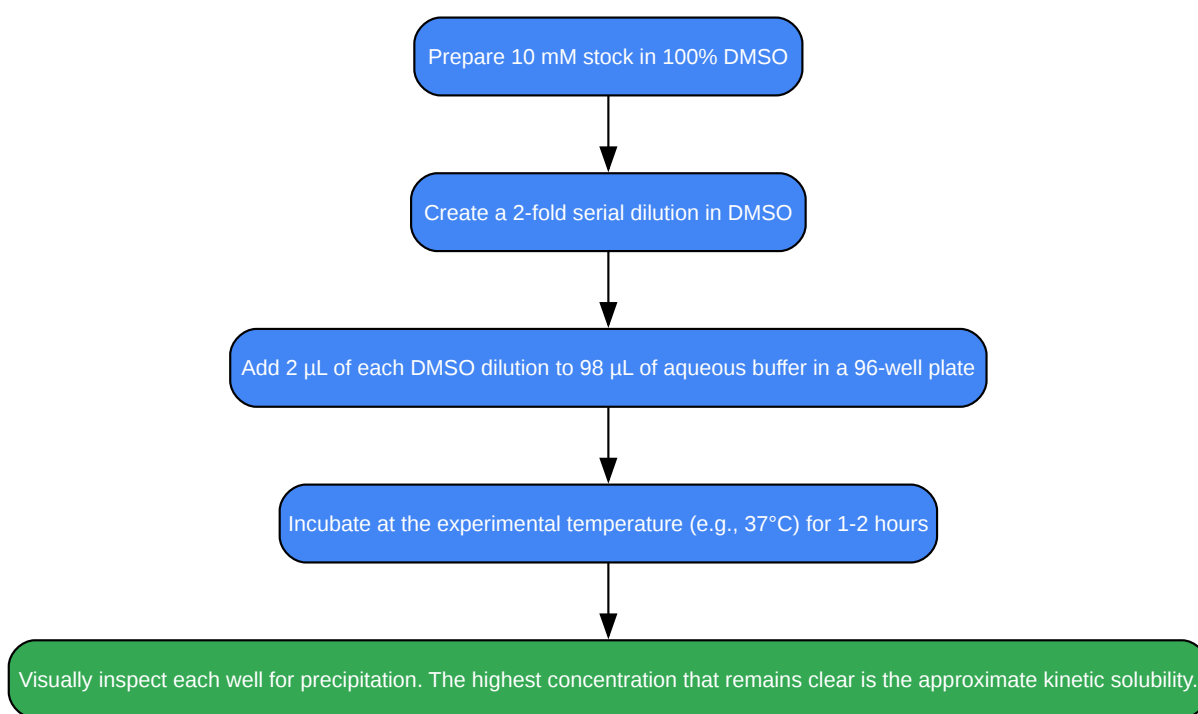 Prepare 10 mM stock in 100% DMSO
Create a 2-fold serial dilution in DMSO
Add 2 µL of each DMSO dilution to 98 µL of aqueous buffer in a 96-well plate
Incubate at the experimental temperature (e.g., 37°C) for 1-2 hours
Visually inspect each well for precipitation. The highest concentration that remains clear is the approximate kinetic solubility.